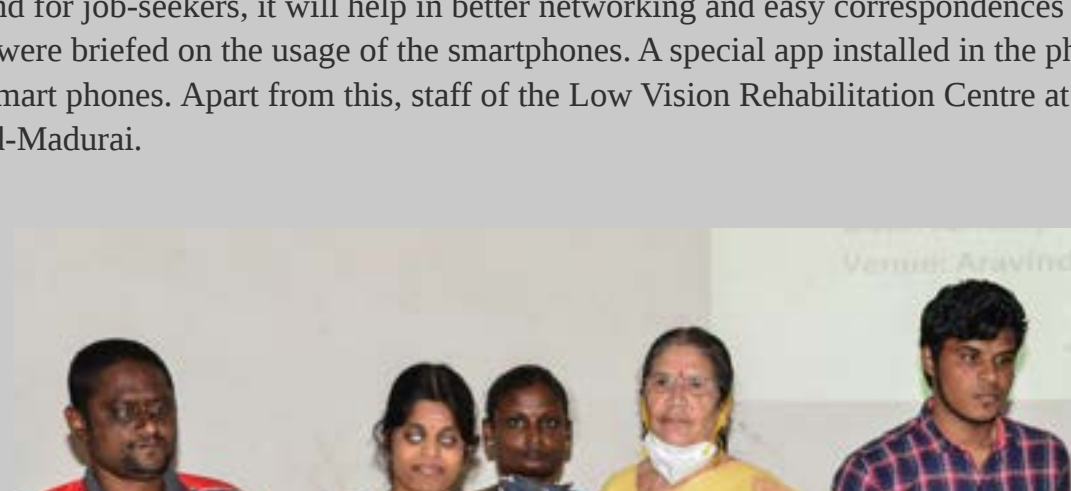 nd for job-seekers, it will help in better networking and easy correspondences
were briefed on the usage of the smartphones. A special app installed in the ph
mart phones. Apart from this, staff of the Low Vision Rehabilitation Centre at
l-Madurai.
Venue: Aravind